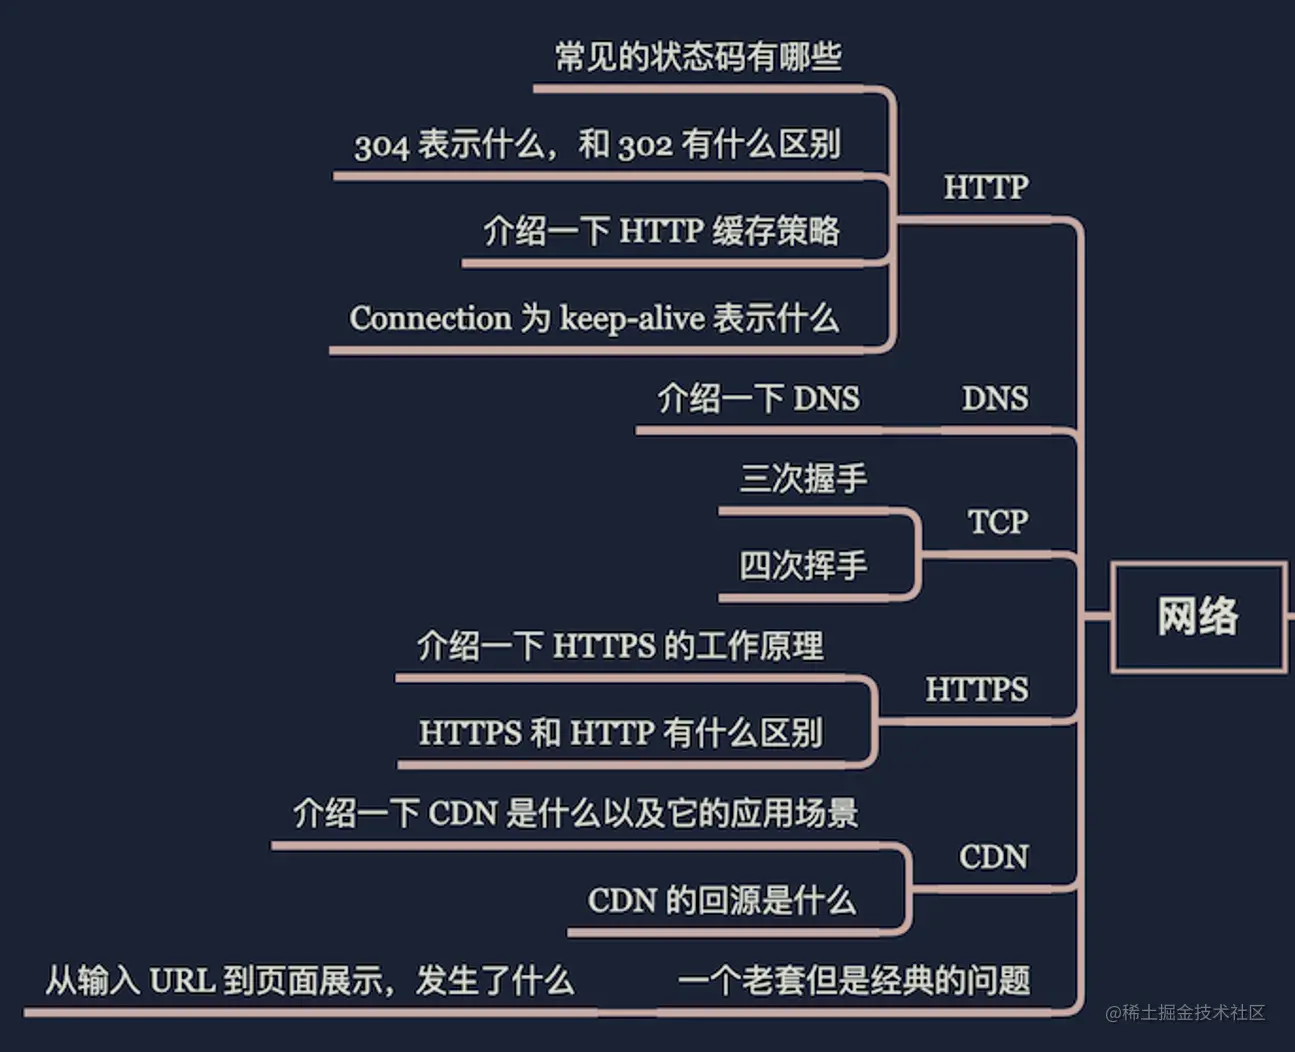 常见的状态码有哪些
304 表示什么，和 302 有什么区别
HTTP
介绍一下 HTTP 缓存策略
Connection 为 keep-alive 表示什么
介绍一下 DNS
DNS
三次握手
TCP
四次挥手
网络
介绍一下 HTTPS 的工作原理
HTTPS
HTTPS 和 HTTP 有什么区别
介绍一下 CDN 是什么以及它的应用场景
CDN
CDN 的回源是什么
从输入 URL 到页面展示，发生了什么
一个老套但是经典的问题
@稀土掘金技术社区